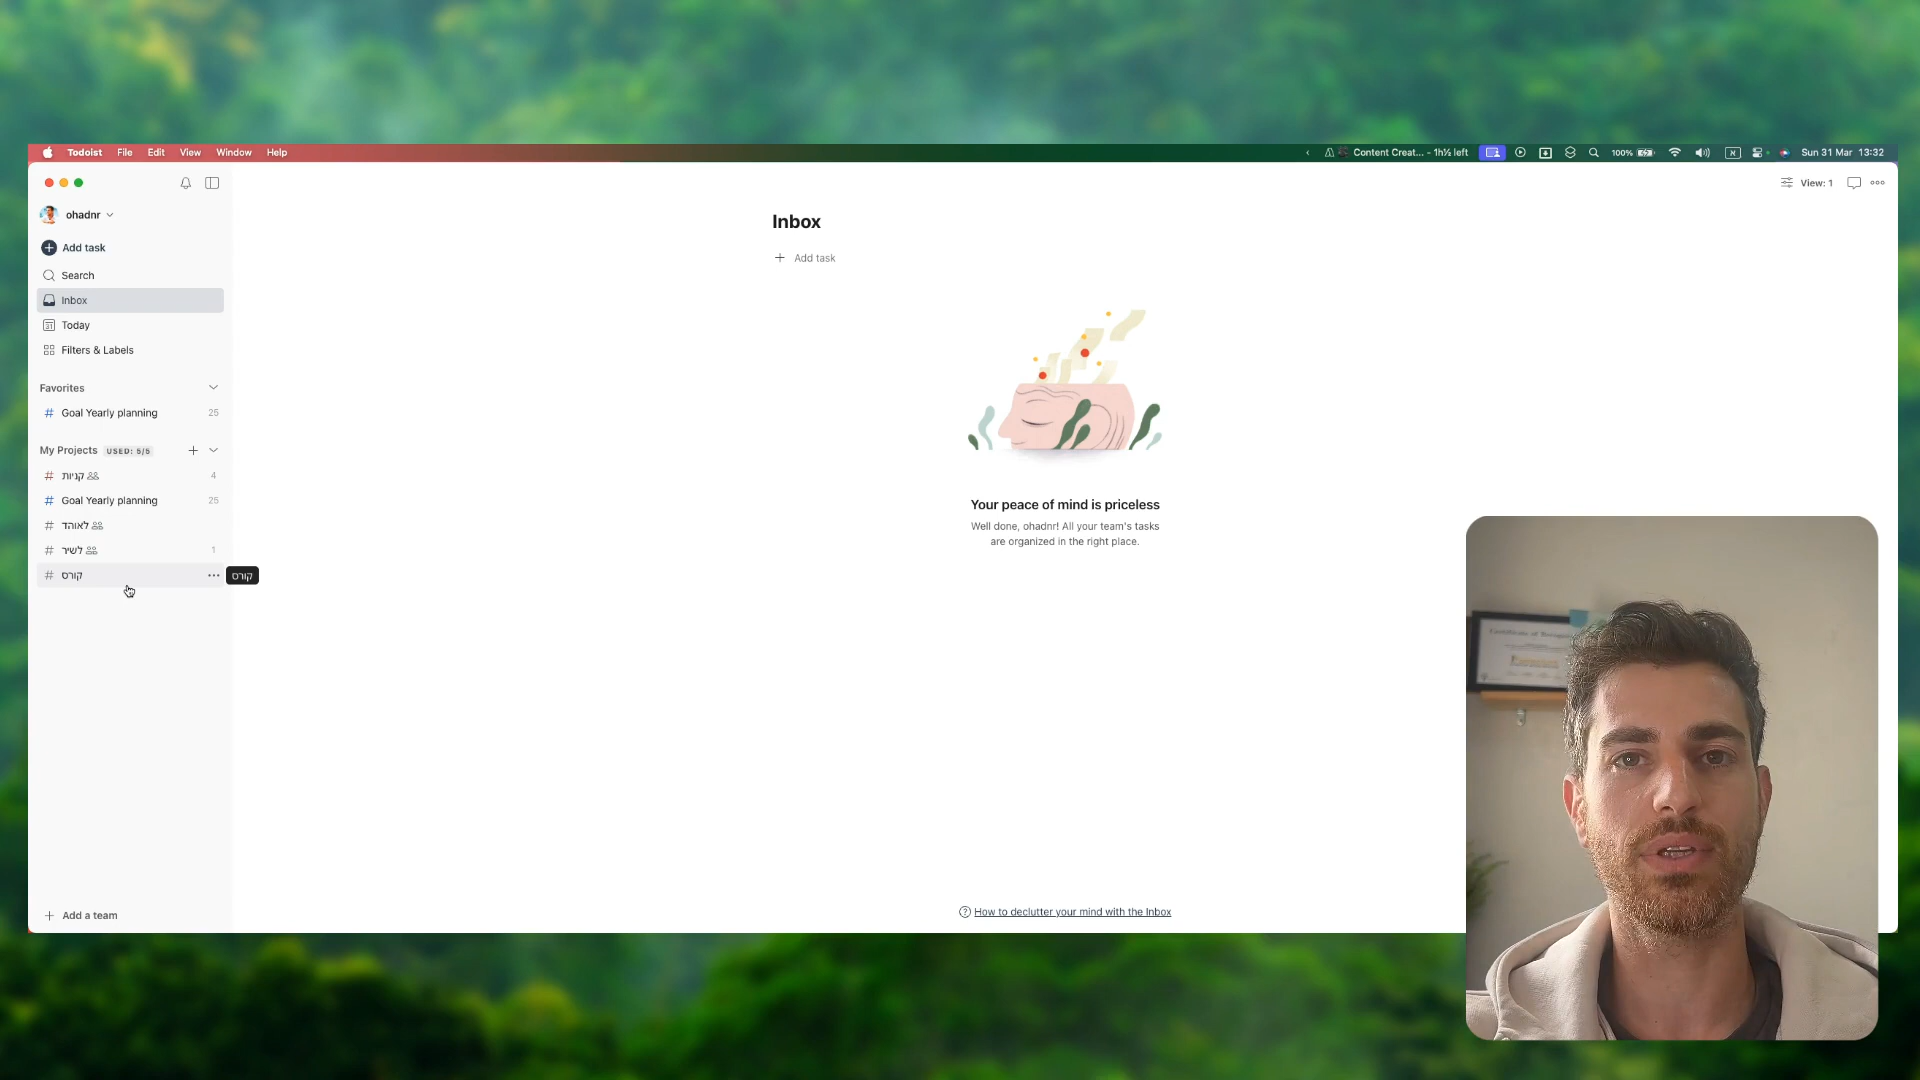 Todoist File Edit View Window Help
Content Creat... - 1h½ left 100% א Sun 31 Mar 13:32
View: 1
ohadnr
Add task
Search
Inbox
31 Today
Filters & Labels
Favorites
Goal Yearly planning 25
My Projects USED: 5/5
# קניות 4
# Goal Yearly planning 25
# לאוהד
# לשיר 1
# קורס
קורס
Add a team
Inbox
Add task
Your peace of mind is priceless
Well done, ohadnr! All your team's tasks
are organized in the right place.
How to declutter your mind with the Inbox